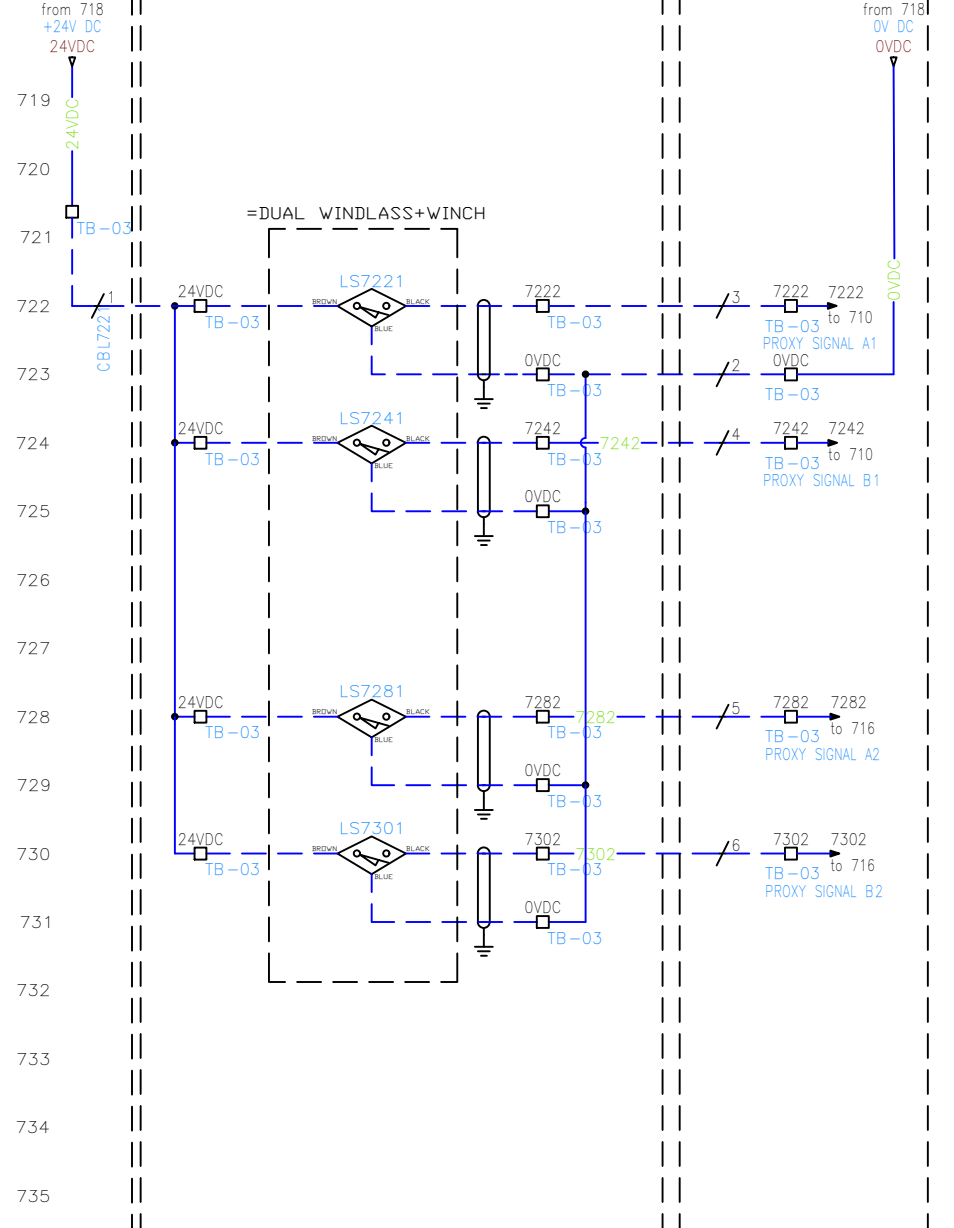 from 718
+24V DC
24VDC
from 718
0V DC
0VDC
719
24VDC
720
TB-03
=DUAL WINDLASS+WINCH
721
0VDC
1
CBL7221
24VDC
LS7221
BROWN
BLACK
BLUE
7222
3
7222
7222
722
TB-03
TB-03
TB-03
to 710
PROXY SIGNAL A1
723
0VDC
TB-03
2
0VDC
TB-03
24VDC
LS7241
BROWN
BLACK
BLUE
7242
7242
4
7242
7242
724
TB-03
TB-03
TB-03
to 710
PROXY SIGNAL B1
725
0VDC
TB-03
726
727
24VDC
LS7281
BROWN
BLACK
BLUE
7282
7282
5
7282
7282
728
TB-03
TB-03
TB-03
to 716
PROXY SIGNAL A2
729
0VDC
TB-03
24VDC
LS7301
BROWN
BLACK
BLUE
7302
7302
6
7302
7302
730
TB-03
TB-03
TB-03
to 716
PROXY SIGNAL B2
731
0VDC
TB-03
732
733
734
735